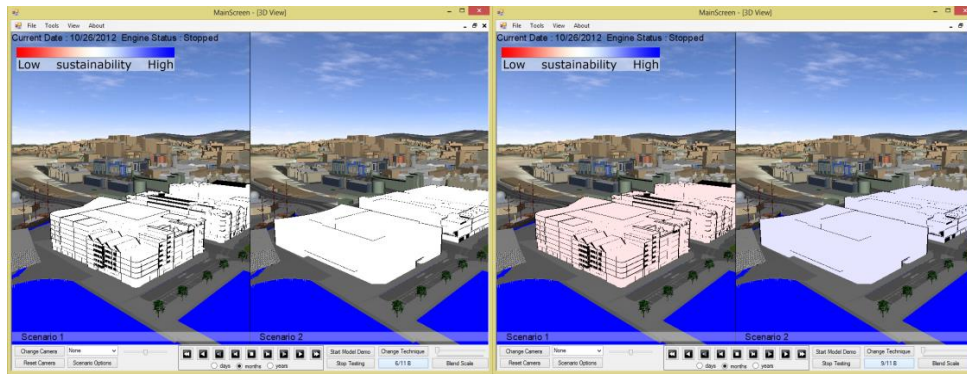 MainScreen - [3D View]
File Tools View About
Current Date : 10/26/2012 Engine Status : Stopped
Low sustainability High
Scenario 1 Scenario 2
Change Camera None Start Model Demo Change Technique
Reset Camera Scenario Options days months years Stop Testing 6/11 B Blend Scale
MainScreen - [3D View]
File Tools View About
Current Date : 10/26/2012 Engine Status : Stopped
Low sustainability High
Scenario 1 Scenario 2
Change Camera None Start Model Demo Change Technique
Reset Camera Scenario Options days months years Stop Testing 9/11 B Blend Scale